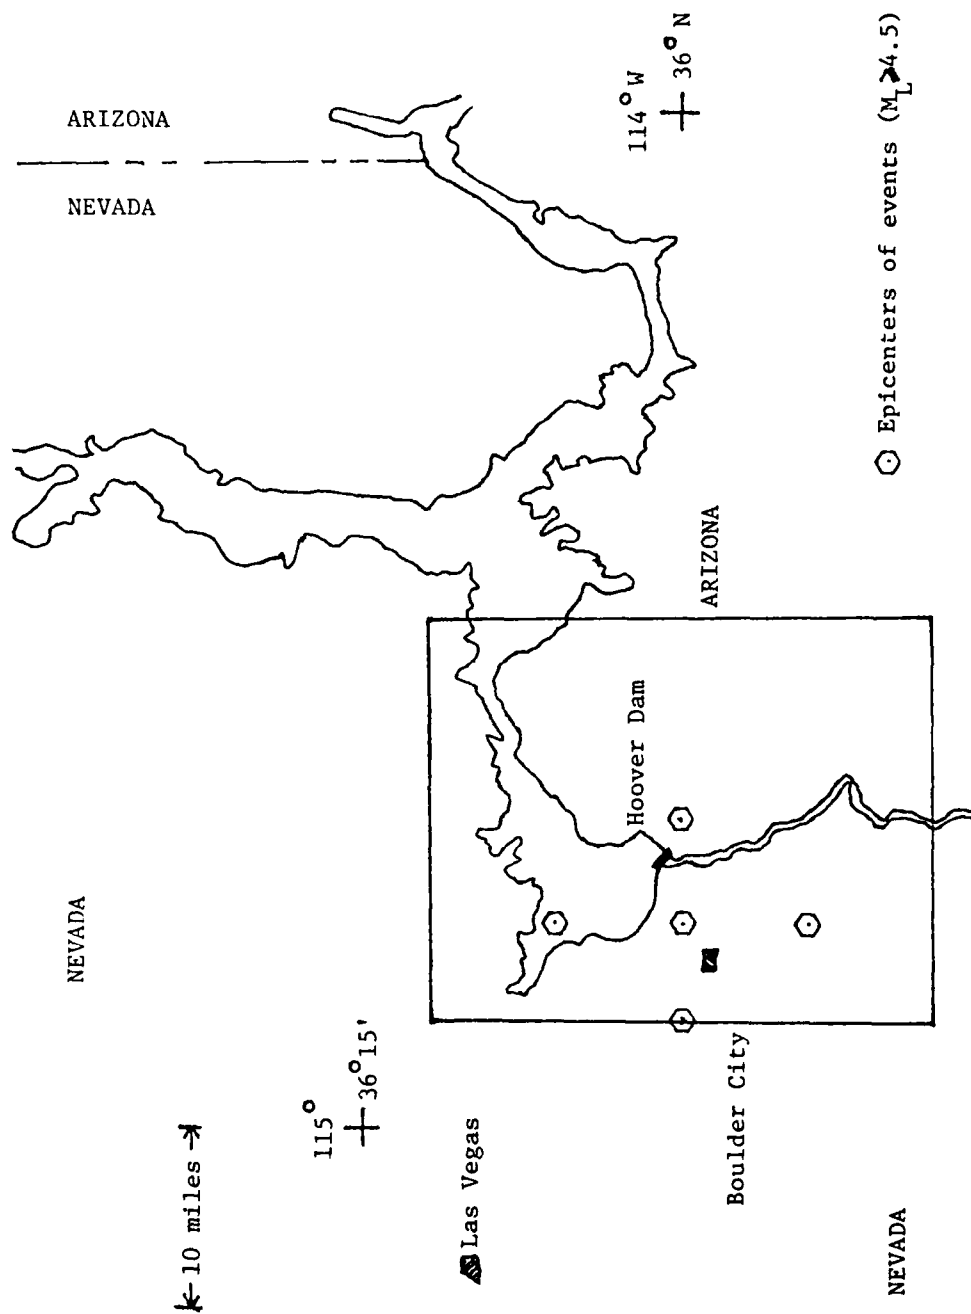 NEVADA
NEVADA
ARIZONA
10 miles
115°
36°15'
114°W
36°N
Las Vegas
Hoover Dam
ARIZONA
Boulder City
NEVADA
Epicenters of events (M_L ≥ 4.5)